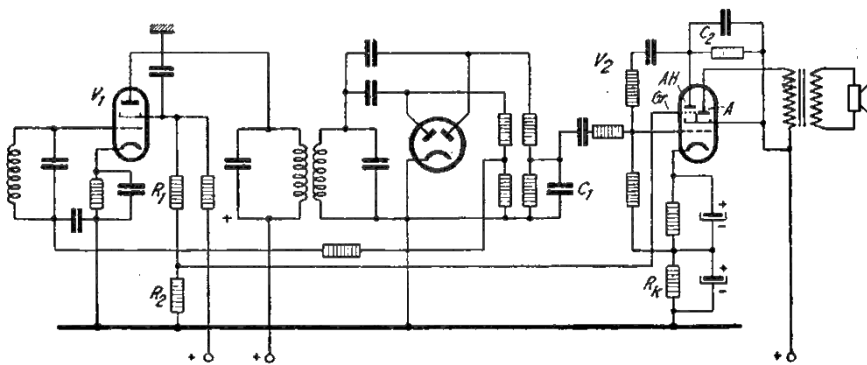 V1
R1
R2
+
+
+
C1
V2
C2
AH
Gr
A
RK
+
-
+
-
+